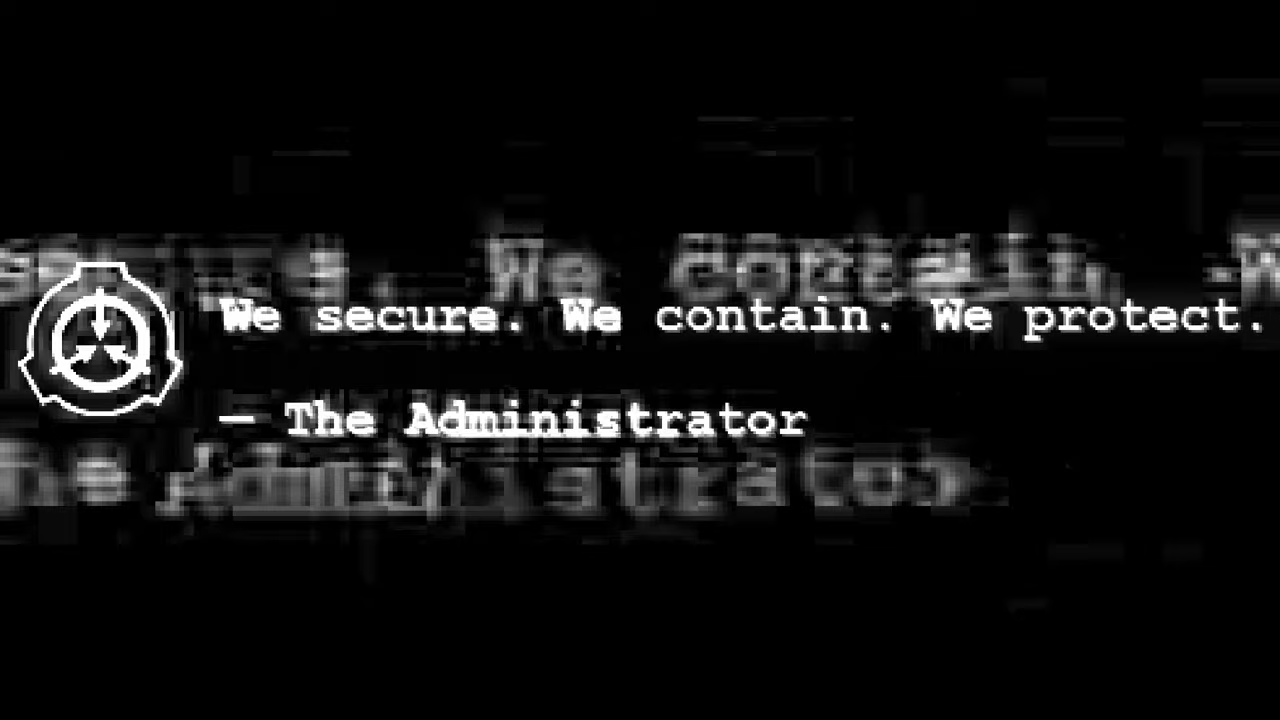 We secure. We contain. We protect.
— The Administrator